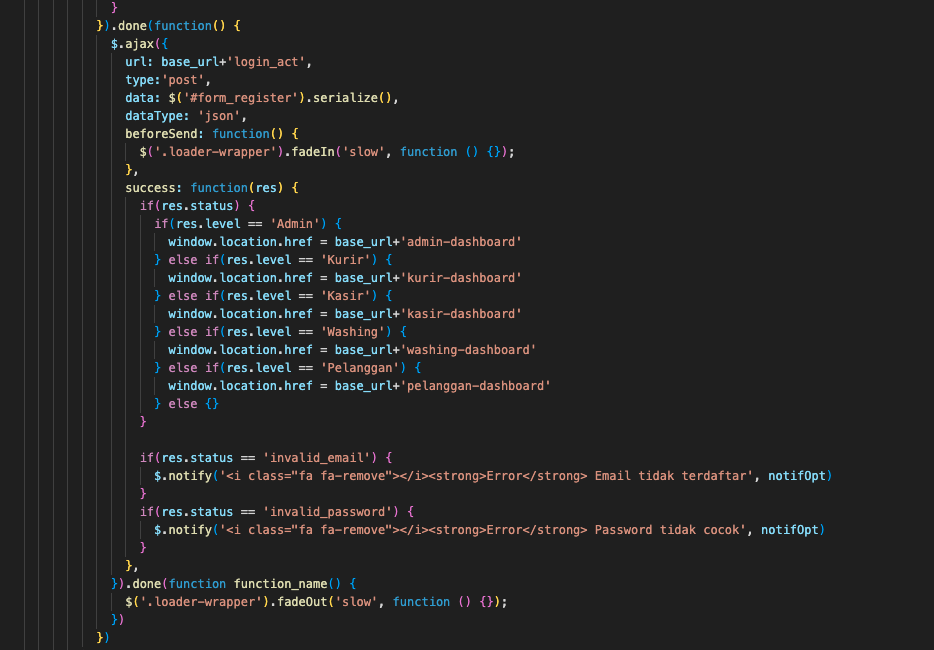 }
}).done(function() {
$.ajax({
url: base_url+'login_act',
type:'post',
data: $('#form_register').serialize(),
dataType: 'json',
beforeSend: function() {
$('.loader-wrapper').fadeIn('slow', function () {});
},
success: function(res) {
if(res.status) {
if(res.level == 'Admin') {
window.location.href = base_url+'admin-dashboard'
} else if(res.level == 'Kurir') {
window.location.href = base_url+'kurir-dashboard'
} else if(res.level == 'Kasir') {
window.location.href = base_url+'kasir-dashboard'
} else if(res.level == 'Washing') {
window.location.href = base_url+'washing-dashboard'
} else if(res.level == 'Pelanggan') {
window.location.href = base_url+'pelanggan-dashboard'
} else {}
}
if(res.status == 'invalid_email') {
$.notify('<i class="fa fa-remove"></i><strong>Error</strong> Email tidak terdaftar', notifOpt)
}
if(res.status == 'invalid_password') {
$.notify('<i class="fa fa-remove"></i><strong>Error</strong> Password tidak cocok', notifOpt)
}
},
}).done(function function_name() {
$('.loader-wrapper').fadeOut('slow', function () {});
})
})